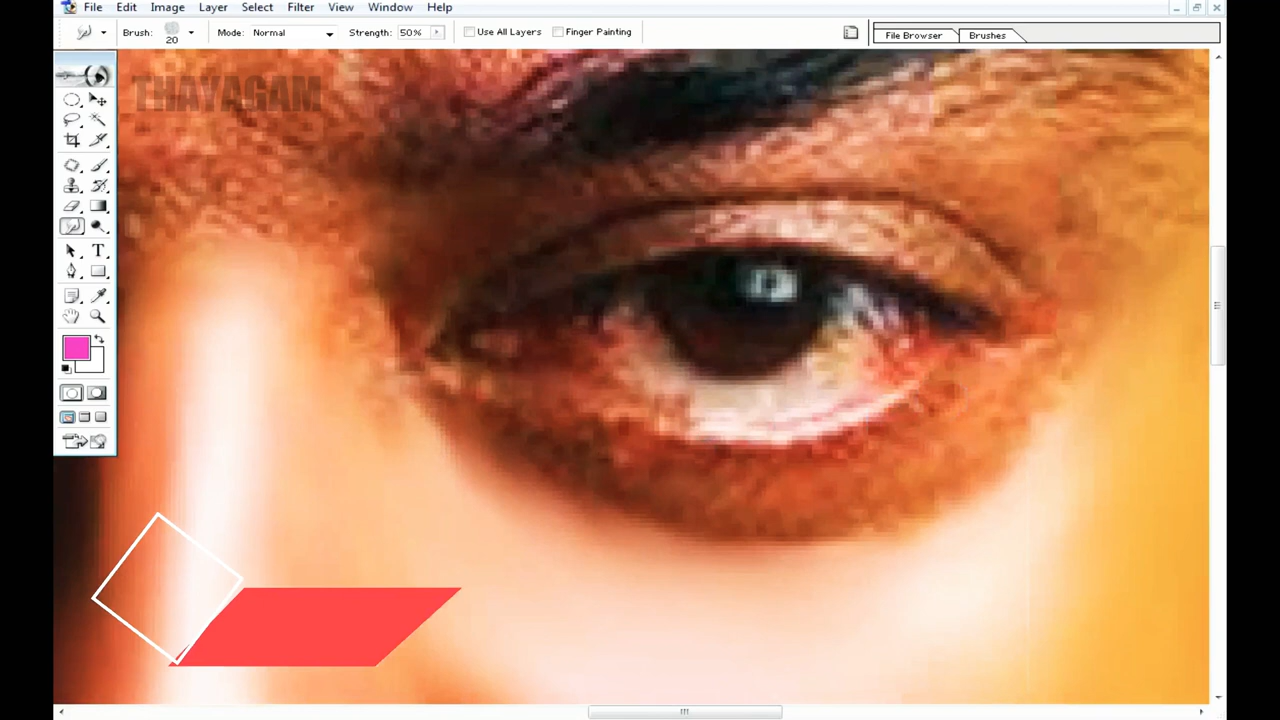 File Edit Image Layer Select Filter View Window Help
Brush: 20 Mode: Normal Strength: 50% Use All Layers Finger Painting File Browser Brushes
THAYAGAM
T